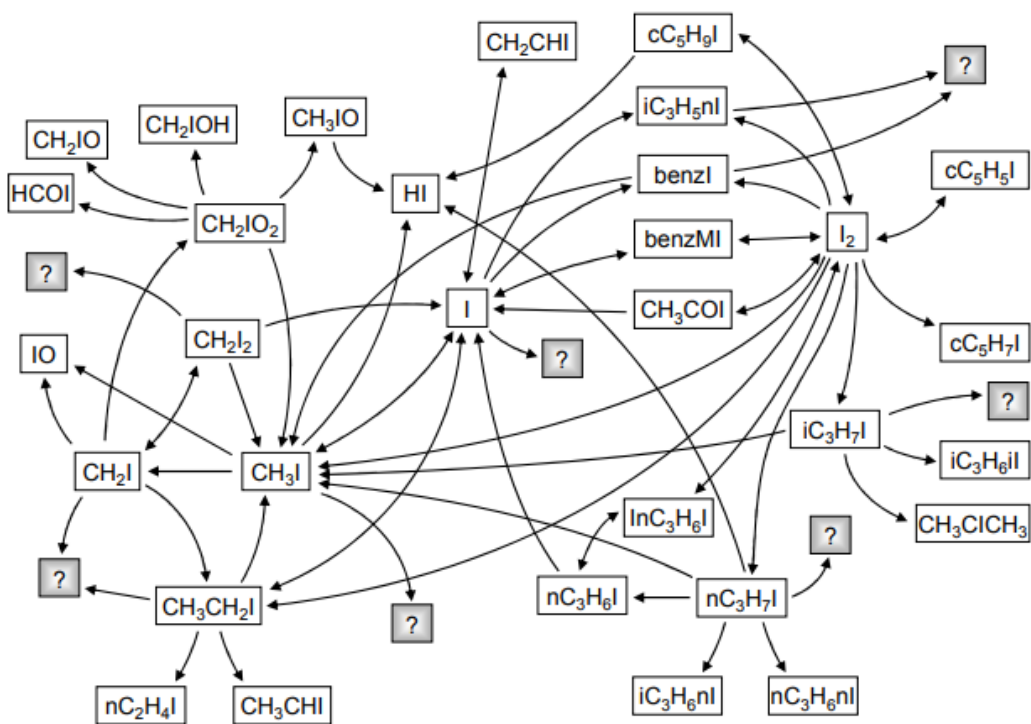 CH₂CHI
cC₅H₉I
?
iC₃H₅nI
CH₂IOH
CH₃IO
CH₂IO
cC₅H₅I
benzI
HI
HCOI
CH₂IO₂
benzMI
I₂
?
I
CH₃COI
CH₂I₂
IO
?
cC₅H₇I
?
iC₃H₇I
CH₂I
CH₃I
iC₃H₆iI
InC₃H₆I
CH₃CICH₃
?
?
nC₃H₆I
nC₃H₇I
CH₃CH₂I
?
nC₂H₄I
CH₃CHI
iC₃H₆nI
nC₃H₆nI